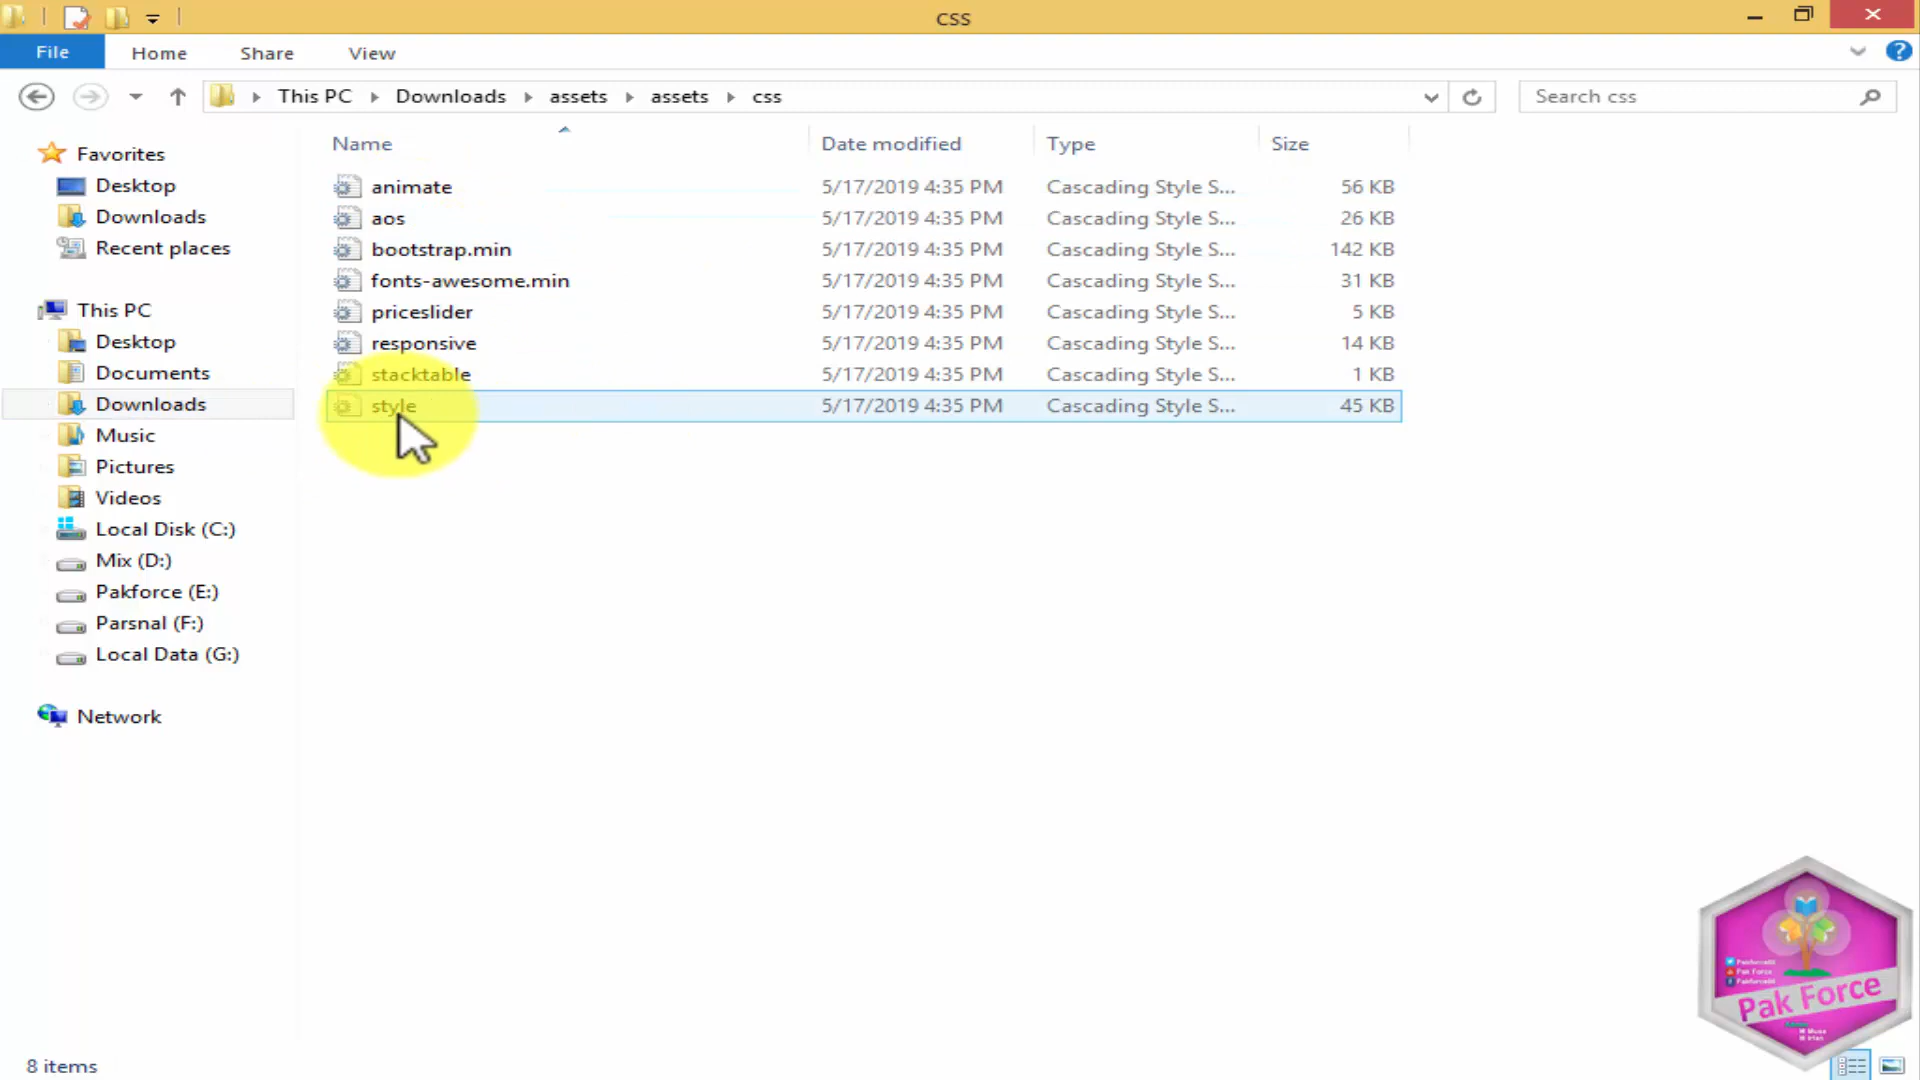 css
File Home Share View
This PC Downloads assets assets css Search css
Name Date modified Type Size
Favorites
Desktop
Downloads
Recent places
This PC
Desktop
Documents
Downloads
Music
Pictures
Videos
Local Disk (C:)
Mix (D:)
Pakforce (E:)
Parsnal (F:)
Local Data (G:)
Network
animate 5/17/2019 4:35 PM Cascading Style S... 56 KB
aos 5/17/2019 4:35 PM Cascading Style S... 26 KB
bootstrap.min 5/17/2019 4:35 PM Cascading Style S... 142 KB
fonts-awesome.min 5/17/2019 4:35 PM Cascading Style S... 31 KB
priceslider 5/17/2019 4:35 PM Cascading Style S... 5 KB
responsive 5/17/2019 4:35 PM Cascading Style S... 14 KB
stacktable 5/17/2019 4:35 PM Cascading Style S... 1 KB
style 5/17/2019 4:35 PM Cascading Style S... 45 KB
Pak Force
Pak Force
8 items